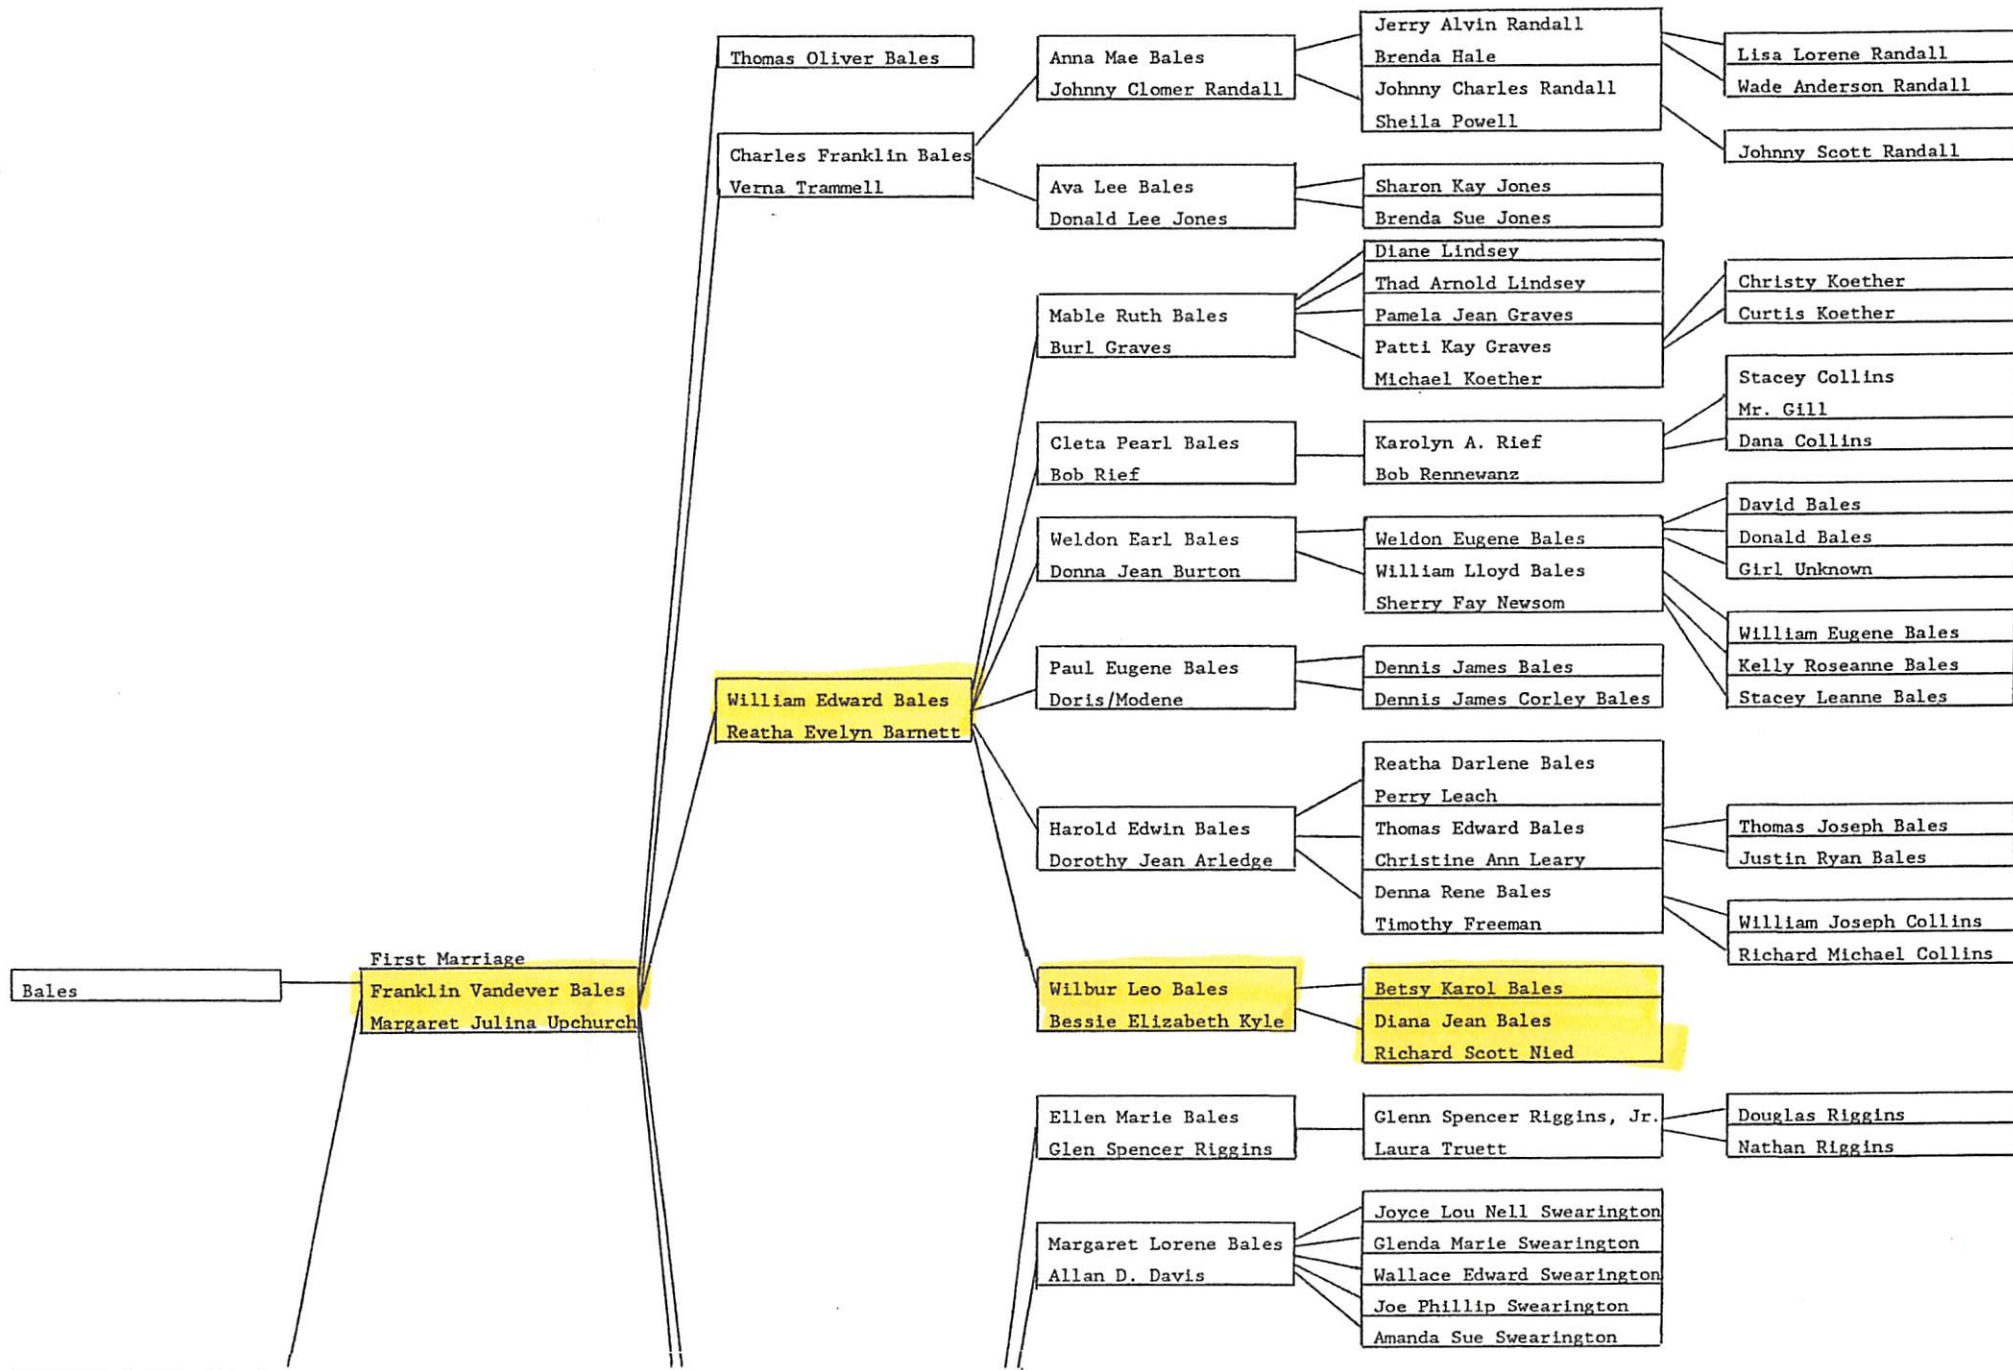 Bales
First Marriage
Franklin Vandever Bales
Margaret Julina Upchurch
Thomas Oliver Bales
Charles Franklin Bales
Verna Trammell
William Edward Bales
Reatha Evelyn Barnett
Anna Mae Bales
Johnny Clomer Randall
Ava Lee Bales
Donald Lee Jones
Mable Ruth Bales
Burl Graves
Cleta Pearl Bales
Bob Rief
Weldon Earl Bales
Donna Jean Burton
Paul Eugene Bales
Doris/Modene
Harold Edwin Bales
Dorothy Jean Arledge
Wilbur Leo Bales
Bessie Elizabeth Kyle
Ellen Marie Bales
Glen Spencer Riggins
Margaret Lorene Bales
Allan D. Davis
Jerry Alvin Randall
Brenda Hale
Johnny Charles Randall
Sheila Powell
Sharon Kay Jones
Brenda Sue Jones
Diane Lindsey
Thad Arnold Lindsey
Pamela Jean Graves
Patti Kay Graves
Michael Koether
Karolyn A. Rief
Bob Rennewanz
Weldon Eugene Bales
William Lloyd Bales
Sherry Fay Newsom
Dennis James Bales
Dennis James Corley Bales
Reatha Darlene Bales
Perry Leach
Thomas Edward Bales
Christine Ann Leary
Denna Rene Bales
Timothy Freeman
Betsy Karol Bales
Diana Jean Bales
Richard Scott Nied
Glenn Spencer Riggins, Jr.
Laura Truett
Joyce Lou Nell Swearington
Glenda Marie Swearington
Wallace Edward Swearington
Joe Phillip Swearington
Amanda Sue Swearington
Lisa Lorene Randall
Wade Anderson Randall
Johnny Scott Randall
Christy Koether
Curtis Koether
Stacey Collins
Mr. Gill
Dana Collins
David Bales
Donald Bales
Girl Unknown
William Eugene Bales
Kelly Roseanne Bales
Stacey Leanne Bales
Thomas Joseph Bales
Justin Ryan Bales
William Joseph Collins
Richard Michael Collins
Douglas Riggins
Nathan Riggins